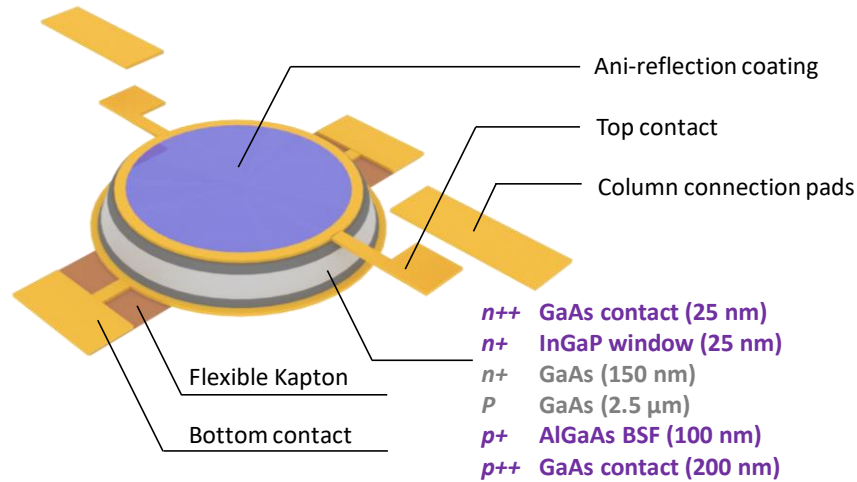 Ani-reflection coating
Top contact
Column connection pads
n++ GaAs contact (25 nm)
n+ InGaP window (25 nm)
n+ GaAs (150 nm)
P GaAs (2.5 μm)
p+ AlGaAs BSF (100 nm)
p++ GaAs contact (200 nm)
Flexible Kapton
Bottom contact